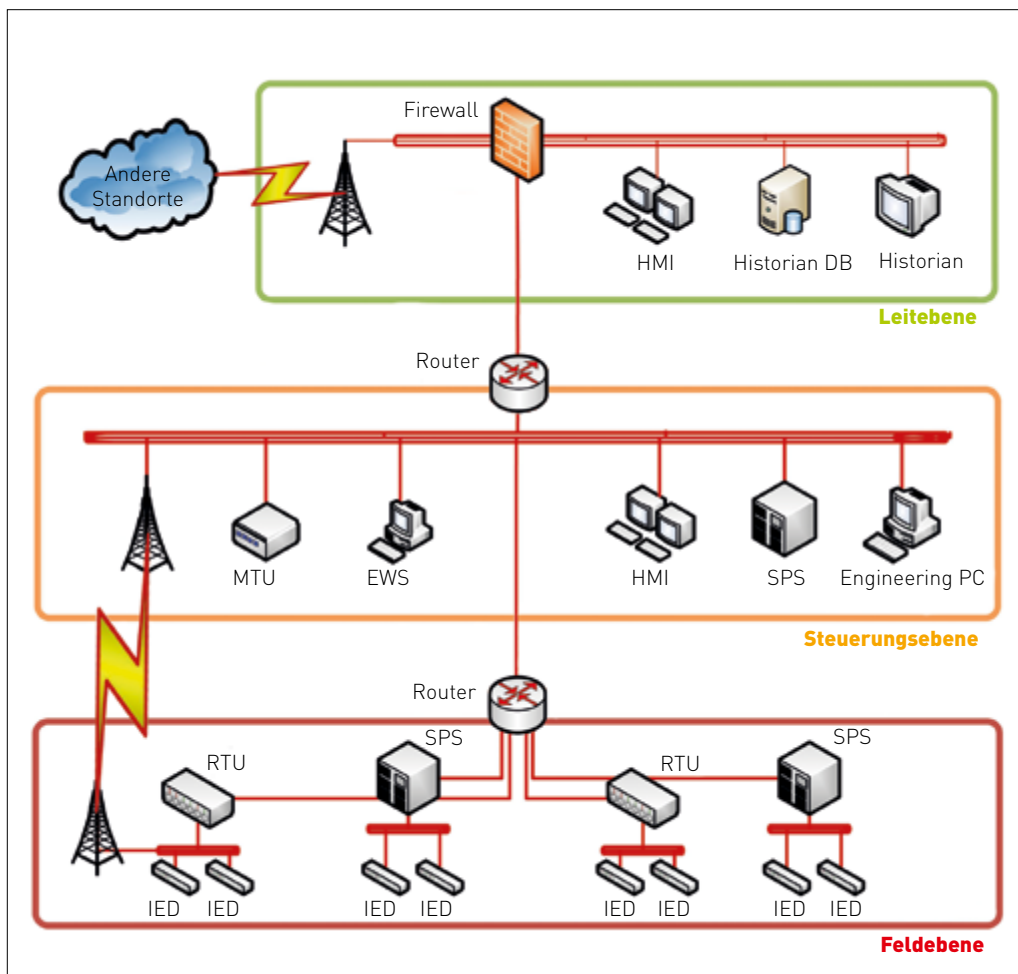 Firewall
Andere
Standorte
HMI
Historian DB
Historian
Leitebene
Router
MTU
EWS
HMI
SPS
Engineering PC
Steuerungsebene
Router
RTU
SPS
RTU
SPS
IED
IED
IED
IED
IED
IED
IED
IED
Feldebene